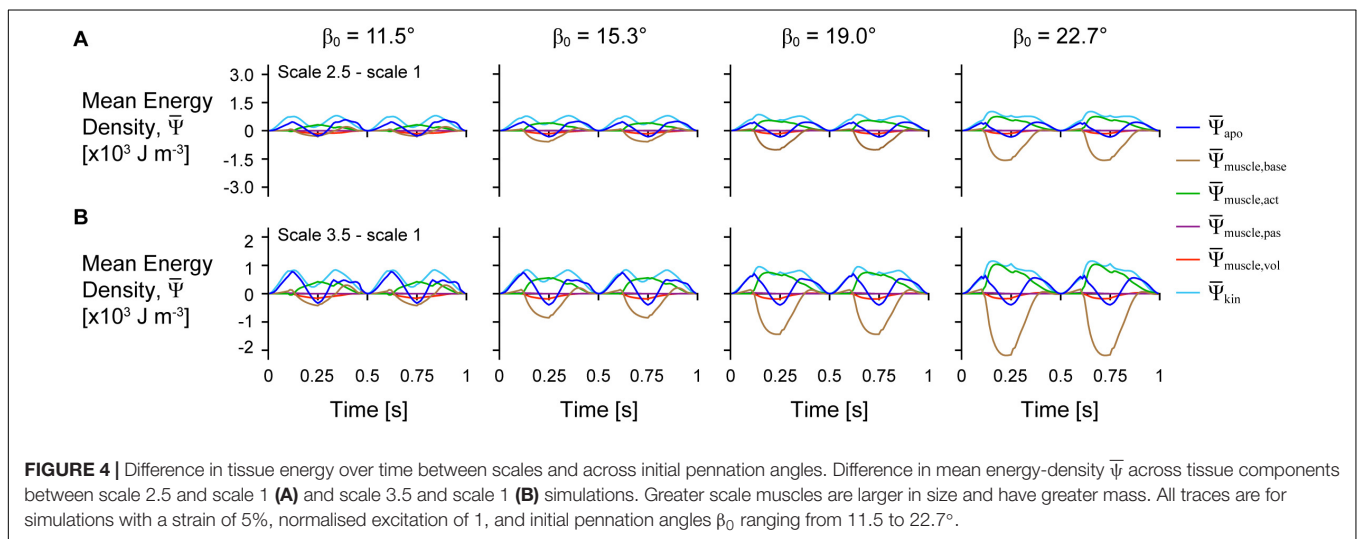 A
β₀ = 11.5°
β₀ = 15.3°
β₀ = 19.0°
β₀ = 22.7°
Mean Energy
Density, Ψ̅
[x10³ J m⁻³]
Scale 2.5 - scale 1
3.0
1.5
0
-1.5
-3.0
B
Mean Energy
Density, Ψ̅
[x10³ J m⁻³]
Scale 3.5 - scale 1
2
1
0
-1
-2
0 0.25 0.5 0.75 1
0 0.25 0.5 0.75 1
0 0.25 0.5 0.75 1
0 0.25 0.5 0.75 1
Time [s]
Time [s]
Time [s]
Time [s]
Ψ̅apo
Ψ̅muscle,base
Ψ̅muscle,act
Ψ̅muscle,pas
Ψ̅muscle,vol
Ψ̅kin
FIGURE 4 | Difference in tissue energy over time between scales and across initial pennation angles. Difference in mean energy-density ψ̅ across tissue components
between scale 2.5 and scale 1 (A) and scale 3.5 and scale 1 (B) simulations. Greater scale muscles are larger in size and have greater mass. All traces are for
simulations with a strain of 5%, normalised excitation of 1, and initial pennation angles β₀ ranging from 11.5 to 22.7°.